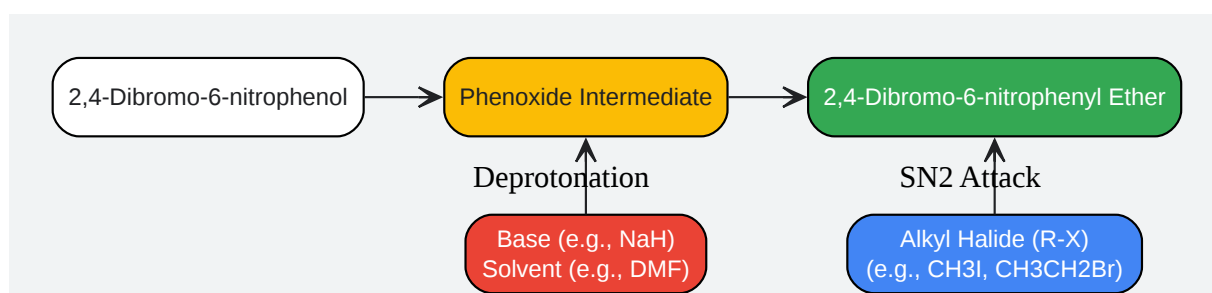 2,4-Dibromo-6-nitrophenol
Phenoxide Intermediate
2,4-Dibromo-6-nitrophenyl Ether
Deprotonation
SN2 Attack
Base (e.g., NaH)
Solvent (e.g., DMF)
Alkyl Halide (R-X)
(e.g., CH3I, CH3CH2Br)